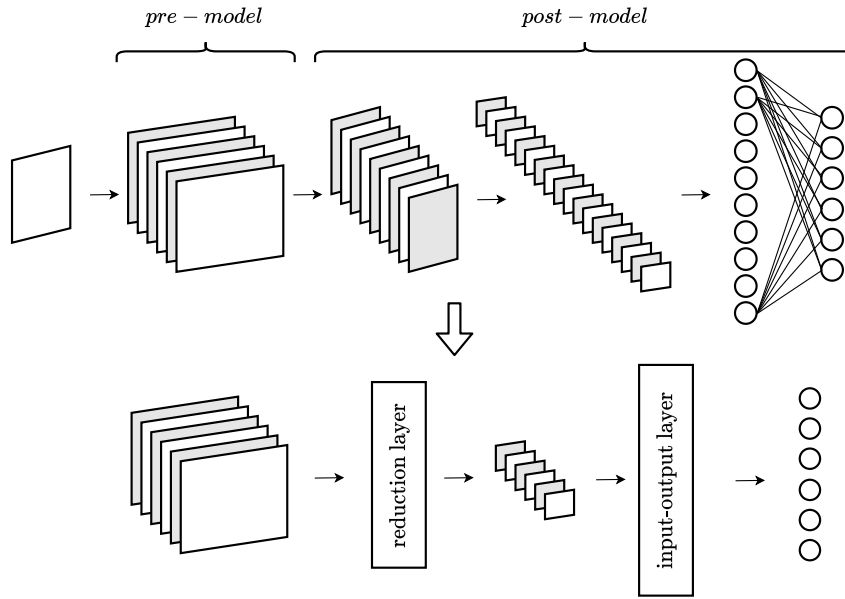 pre – model
post – model
reduction layer
input-output layer